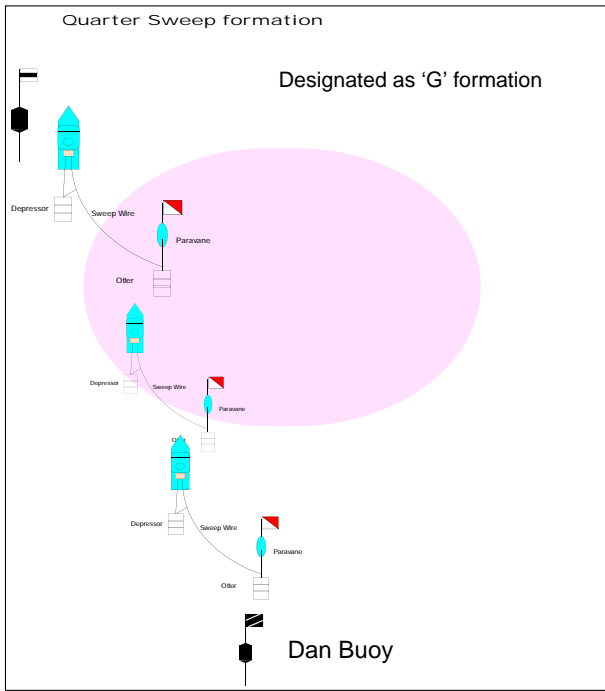 Quarter Sweep formation
Designated as ‘G’ formation
Depressor
Sweep Wire
Paravane
Otter
Depressor
Sweep Wire
Paravane
Otter
Depressor
Sweep Wire
Paravane
Otter
Dan Buoy